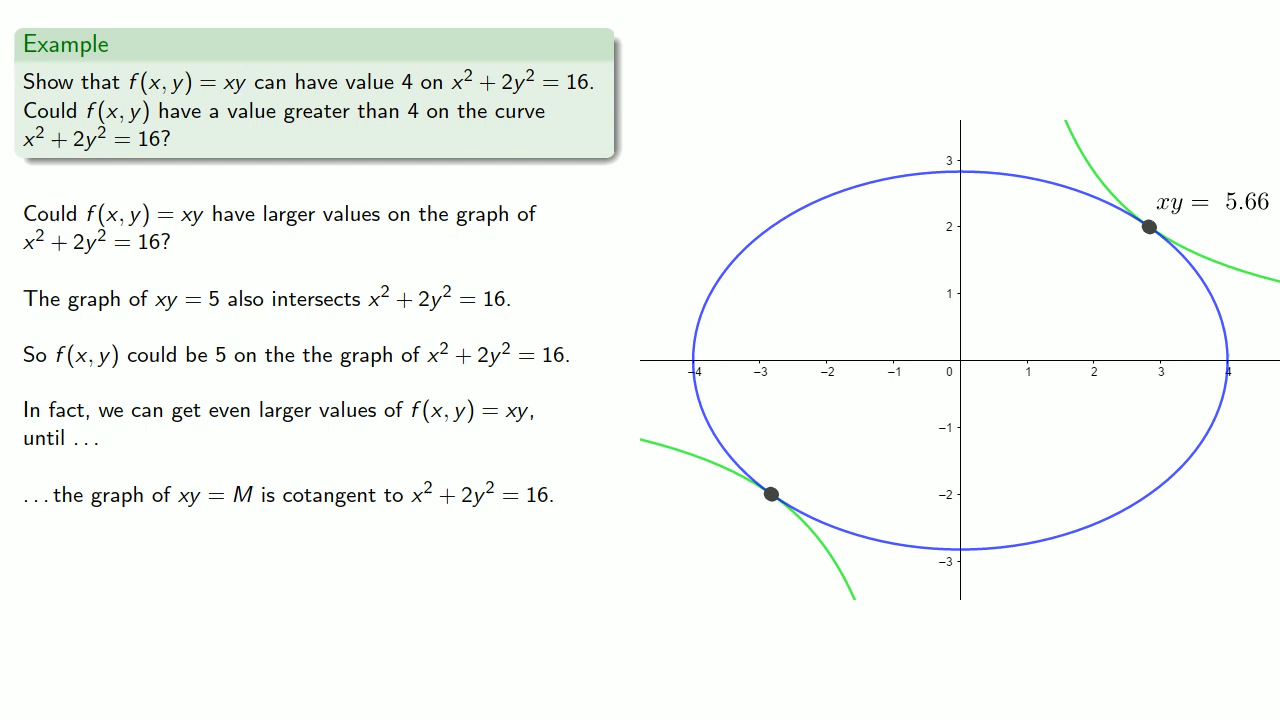 Example
Show that f(x, y) = xy can have value 4 on x² + 2y² = 16.
Could f(x, y) have a value greater than 4 on the curve
x² + 2y² = 16?
Could f(x, y) = xy have larger values on the graph of
x² + 2y² = 16?
The graph of xy = 5 also intersects x² + 2y² = 16.
So f(x, y) could be 5 on the the graph of x² + 2y² = 16.
In fact, we can get even larger values of f(x, y) = xy,
until ...
...the graph of xy = M is cotangent to x² + 2y² = 16.
xy = 5.66
3
2
1
–4 –3 –2 –1 0 1 2 3 4
–1
–2
–3